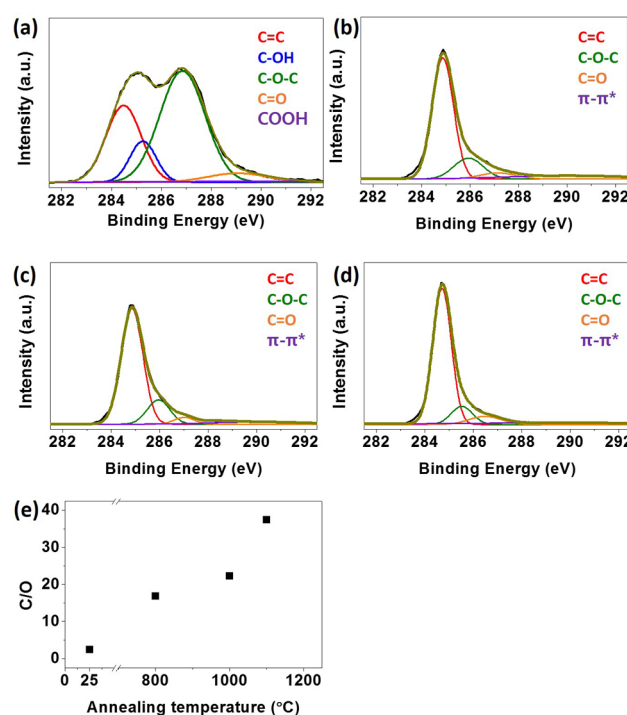 (a)
C=C
C-OH
C-O-C
C=O
COOH
Intensity (a.u.)
282 284 286 288 290 292
Binding Energy (eV)
(b)
C=C
C-O-C
C=O
π-π*
Intensity (a.u.)
282 284 286 288 290 292
Binding Energy (eV)
(c)
C=C
C-O-C
C=O
π-π*
Intensity (a.u.)
282 284 286 288 290 292
Binding Energy (eV)
(d)
C=C
C-O-C
C=O
π-π*
Intensity (a.u.)
282 284 286 288 290 292
Binding Energy (eV)
(e)
40
30
20
10
0
C/O
0 25 800 1000 1200
Annealing temperature (°C)